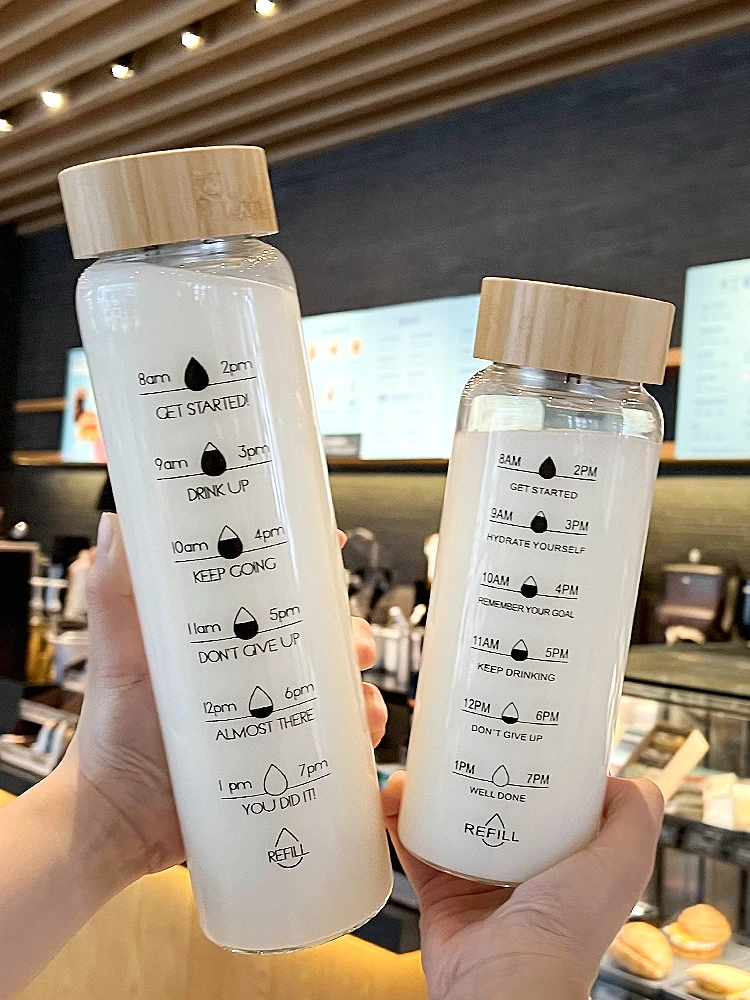 8am 2pm
GET STARTED!
9am 3pm
DRINK UP
10am 4pm
KEEP GOING
11am 5pm
DON'T GIVE UP
12pm 6pm
ALMOST THERE
1pm 7pm
YOU DID IT!
REFILL
8AM 2PM
GET STARTED
9AM 3PM
HYDRATE YOURSELF
10AM 4PM
REMEMBER YOUR GOAL
11AM 5PM
KEEP DRINKING
12PM 6PM
DON'T GIVE UP
1PM 7PM
WELL DONE
REFILL